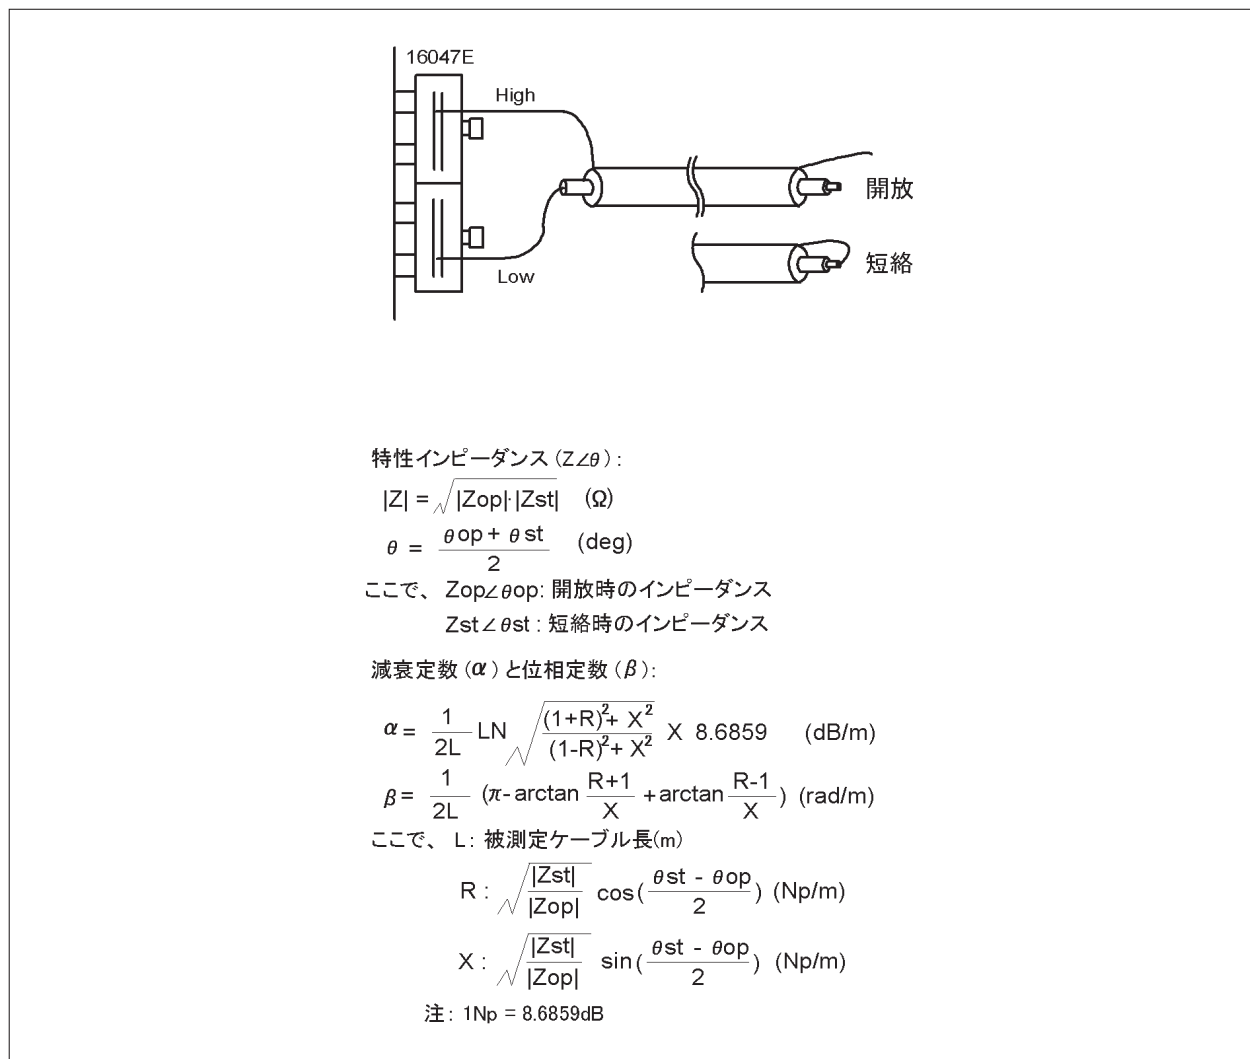 16047E
High
開放
Low
短絡
特性インピーダンス (Z∠θ) :
|Z| = √|Zop|·|Zst| (Ω)
θ = θop + θst / 2 (deg)
ここで、 Zop∠θop: 開放時のインピーダンス
Zst∠θst : 短絡時のインピーダンス
減衰定数 (α) と位相定数 (β):
α = 1/2L LN √((1+R)²+ X² / (1-R)²+ X²) X 8.6859 (dB/m)
β = 1/2L (π- arctan R+1/X + arctan R-1/X) (rad/m)
ここで、 L : 被測定ケーブル長(m)
R : √(|Zst|/|Zop|) cos(θst - θop / 2) (Np/m)
X : √(|Zst|/|Zop|) sin(θst - θop / 2) (Np/m)
注: 1Np = 8.6859dB